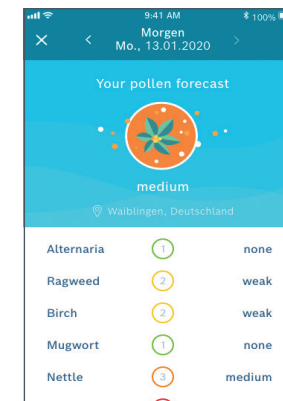 9:41 AM
100%
Morgen
Mo., 13.01.2020
Your pollen forecast
medium
Waiblingen, Deutschland
Alternaria 1 none
Ragweed 2 weak
Birch 2 weak
Mugwort 1 none
Nettle 3 medium